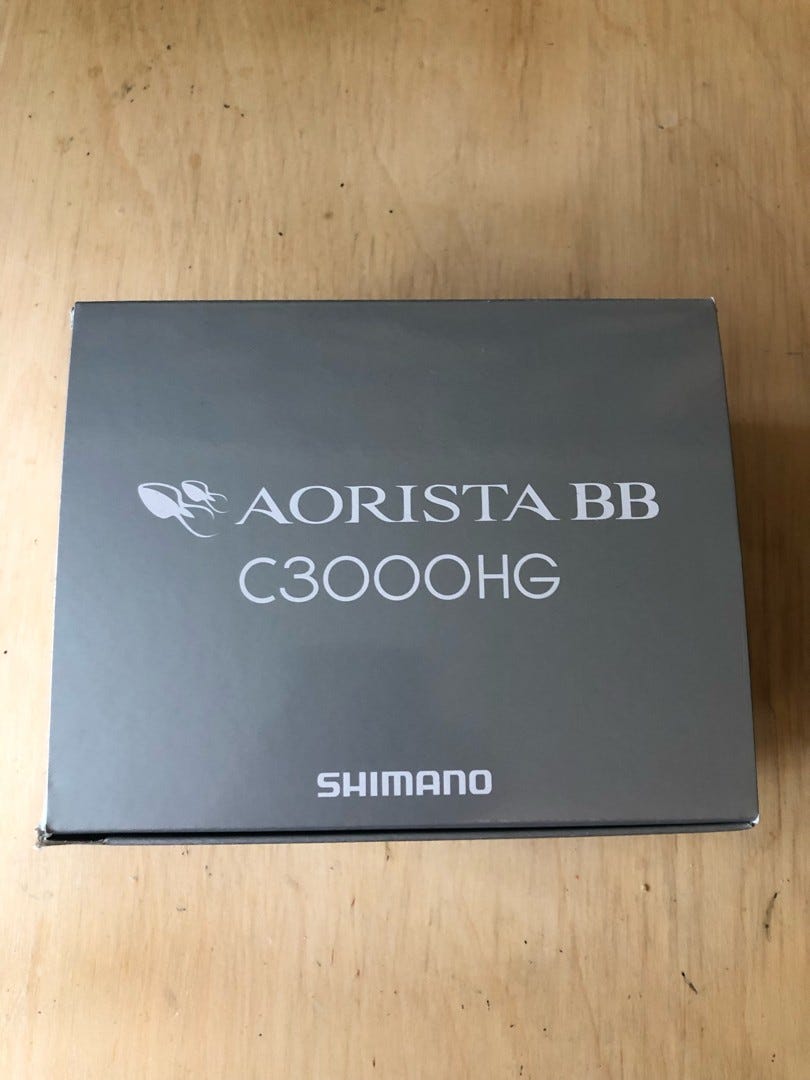 AORISTA BB
C3000HG
SHIMANO